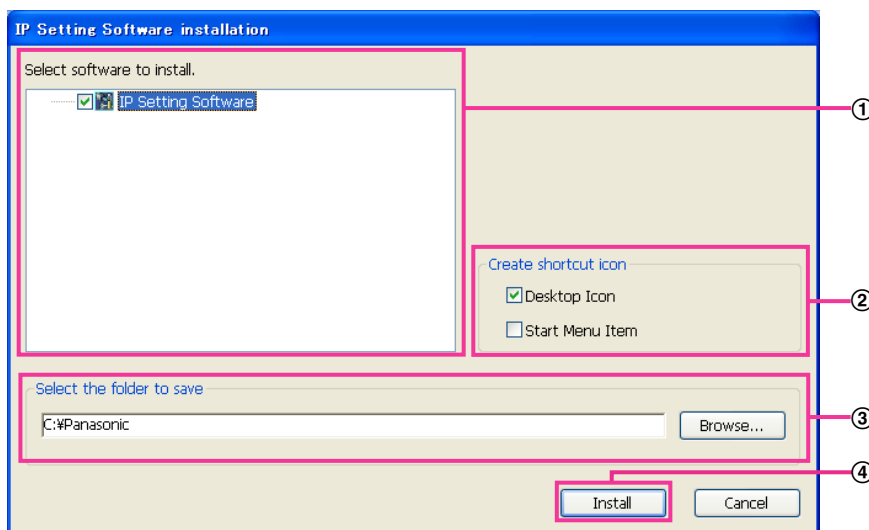 IP Setting Software installation
Select software to install.
IP Setting Software
①
Create shortcut icon
Desktop Icon
Start Menu Item
②
Select the folder to save
C:¥Panasonic
Browse...
③
④
Install
Cancel